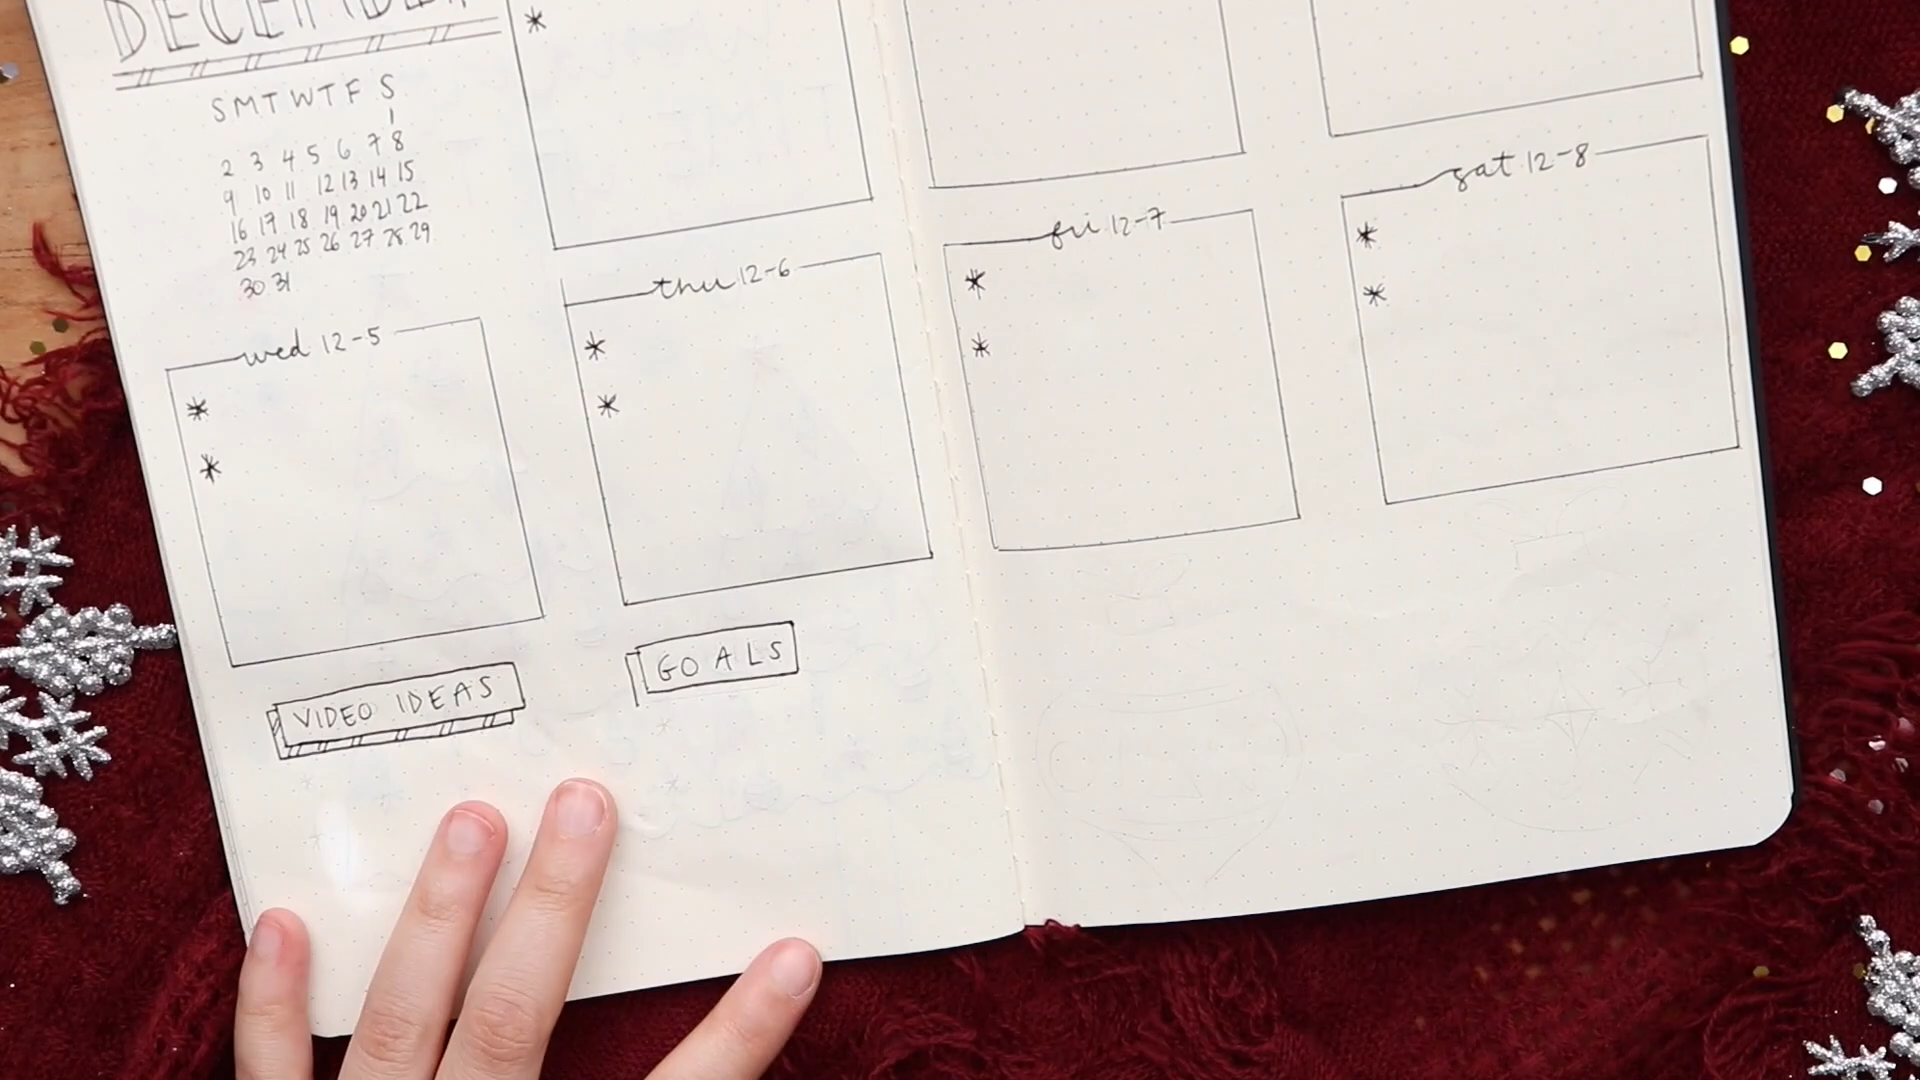 DECEMBER
S M T W T F S
1
2 3 4 5 6 7 8
9 10 11 12 13 14 15
16 17 18 19 20 21 22
23 24 25 26 27 28 29
30 31
wed 12-5
thu 12-6
fri 12-7
sat 12-8
VIDEO IDEAS
GOALS